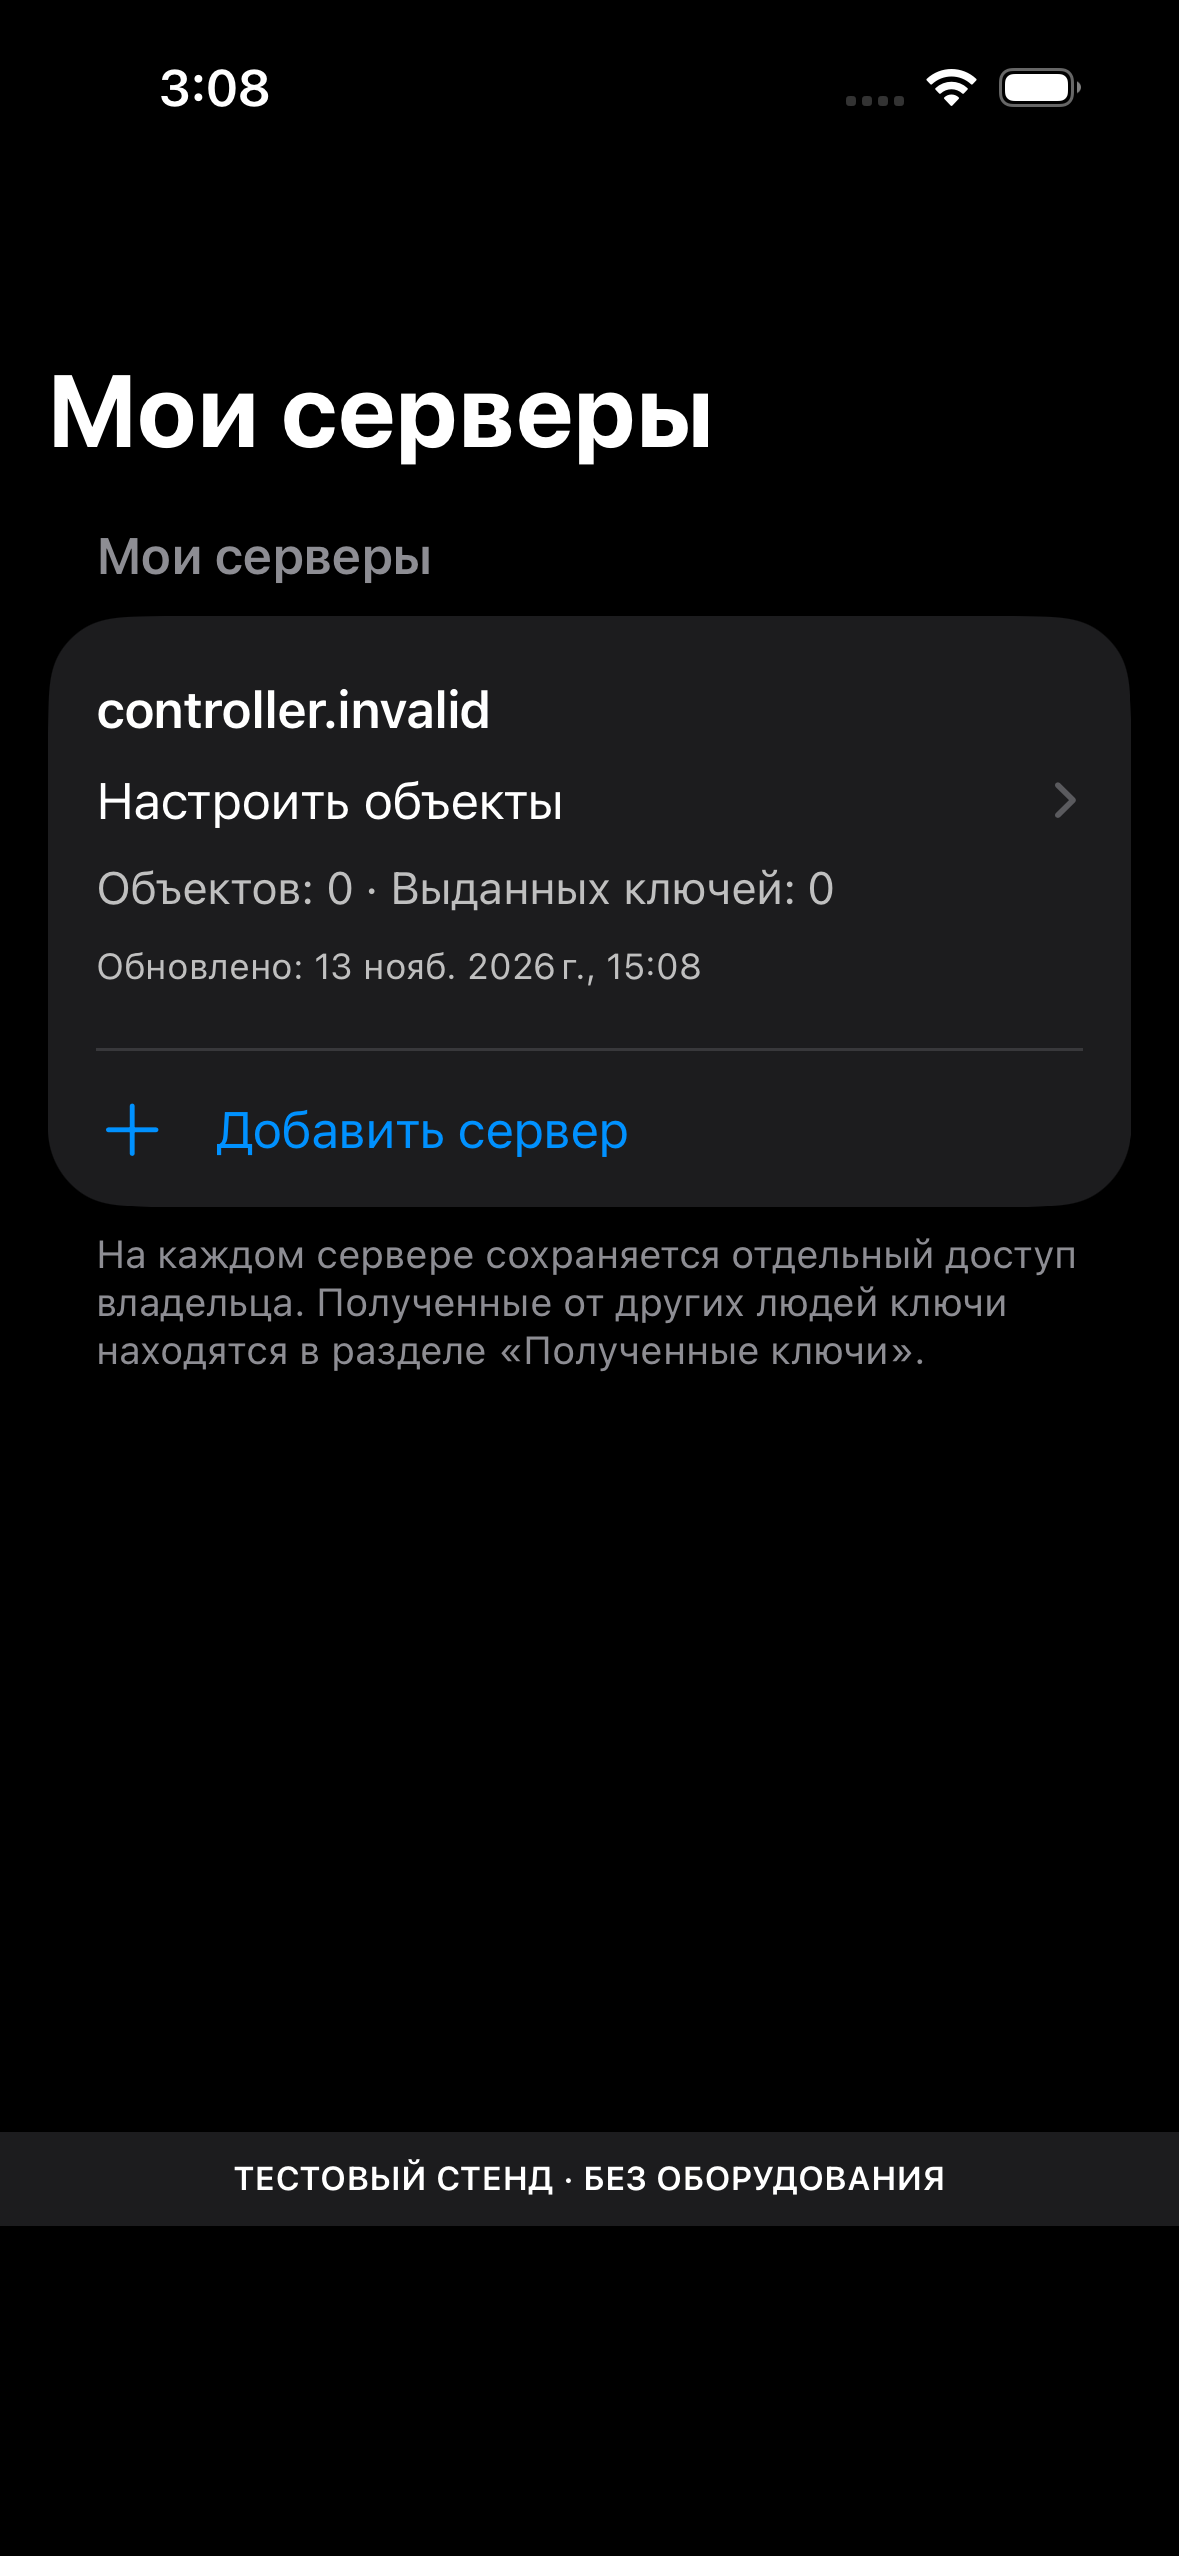 3:08
Мои серверы
Мои серверы
controller.invalid
Настроить объекты
Объектов: 0 · Выданных ключей: 0
Обновлено: 13 нояб. 2026 г., 15:08
Добавить сервер
На каждом сервере сохраняется отдельный доступ
владельца. Полученные от других людей ключи
находятся в разделе «Полученные ключи».
ТЕСТОВЫЙ СТЕНД · БЕЗ ОБОРУДОВАНИЯ